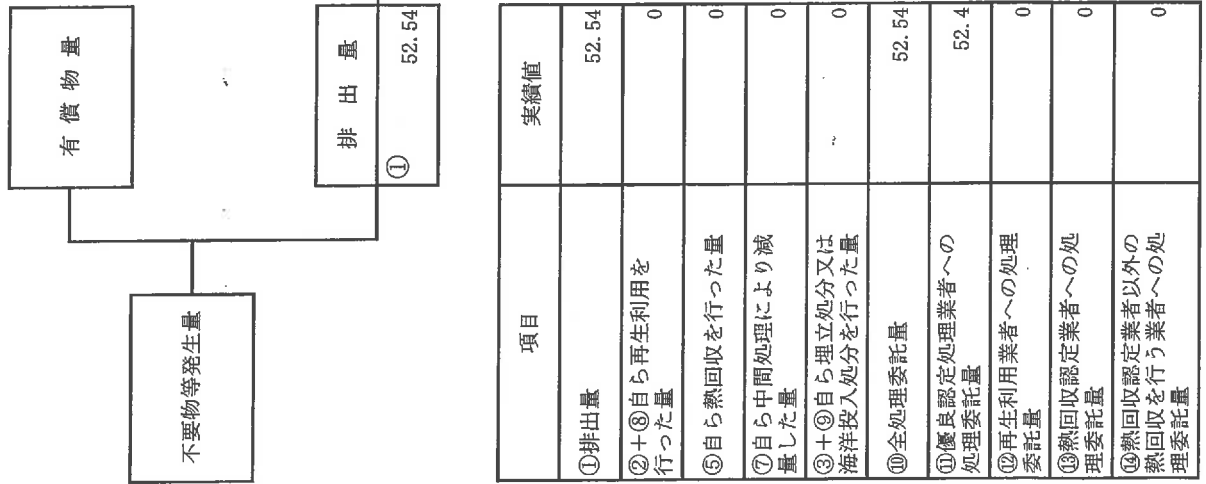 有償物量
不要物等発生量
排出量
①
52.54
項目
実績値
①排出量
52.54
②+⑧自ら再生利用を
行った量
0
⑤自ら熱回収を行った量
0
⑦自ら中間処理により減
量した量
0
③+⑨自ら埋立処分又は
海洋投入処分を行った量
0
⑩全処理委託量
52.54
⑪優良認定処理業者への
処理委託量
52.4
⑫再生利用業者への処理
委託量
0
⑬熱回収認定業者への処
理委託量
0
⑭熱回収認定業者以外の
熱回収を行う業者への処
理委託量
0